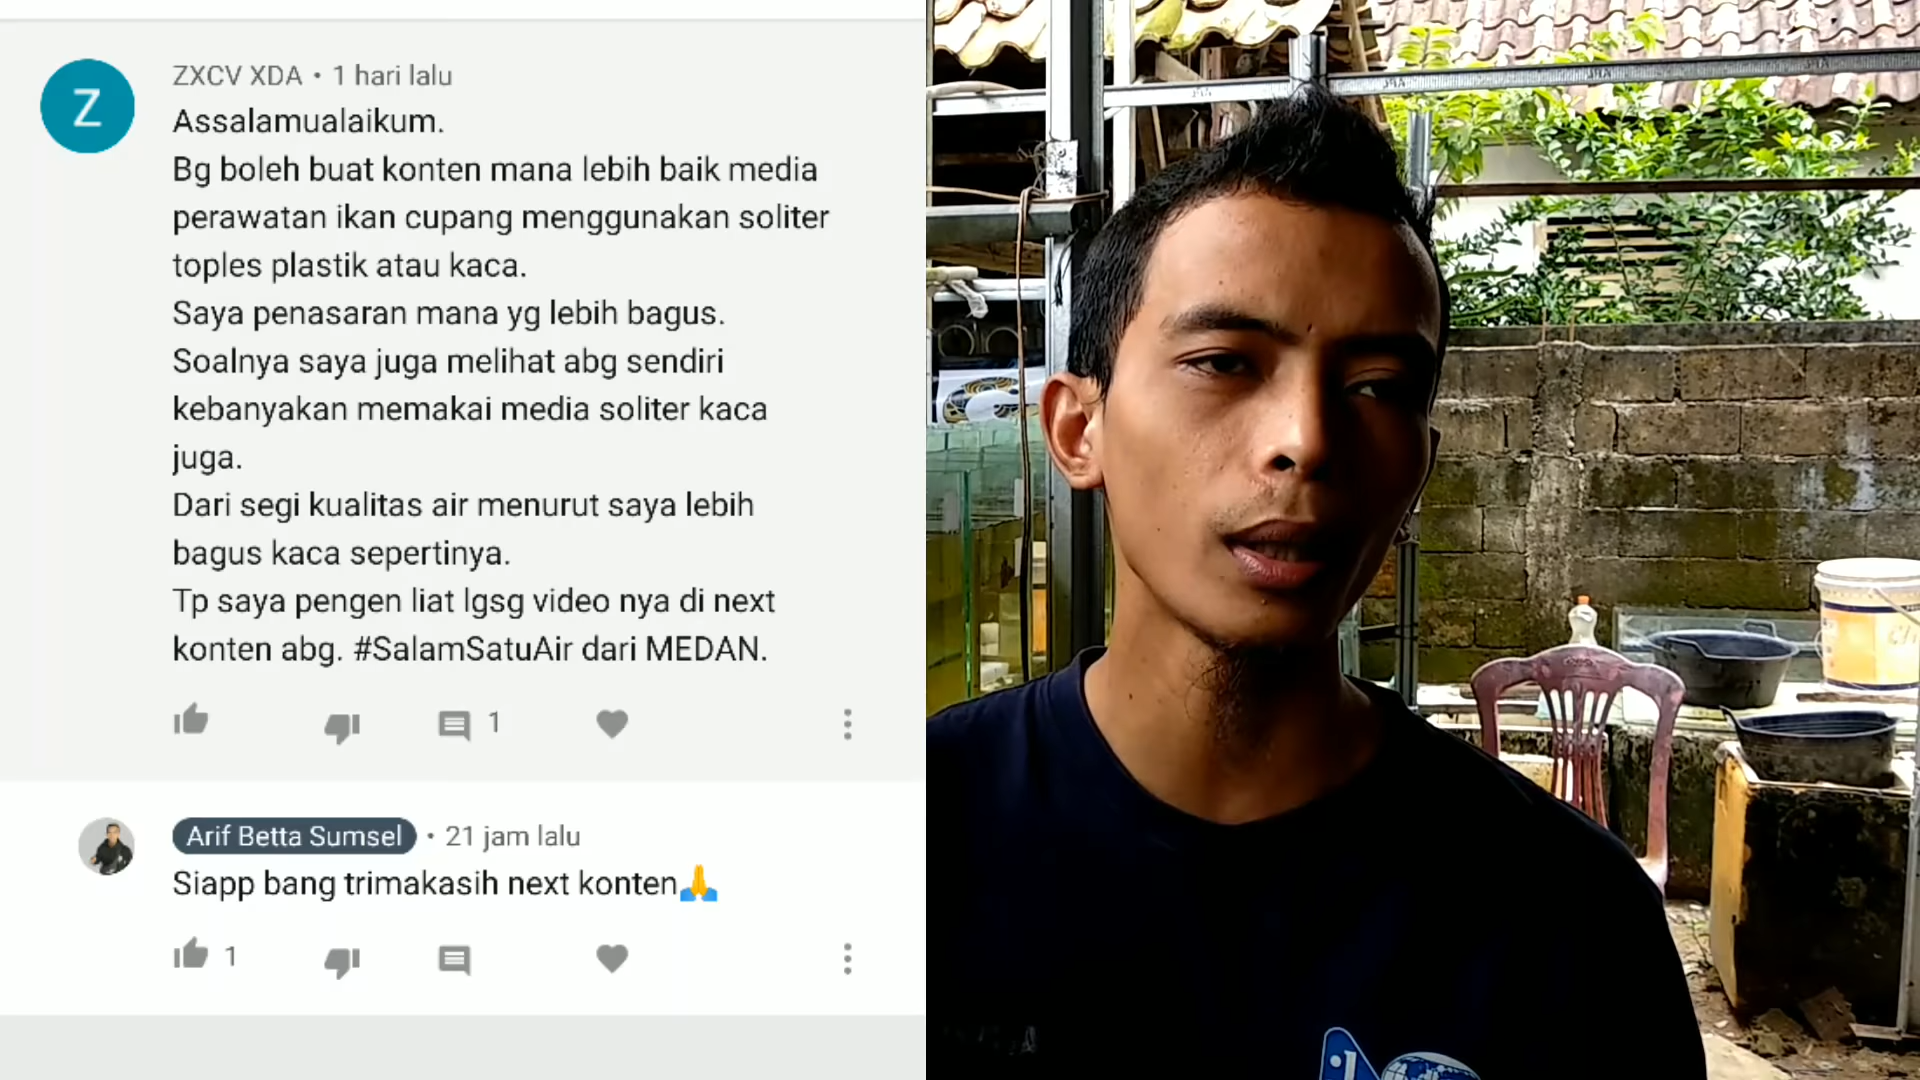 ZXCV XDA • 1 hari lalu
Z
Assalamualaikum.
Bg boleh buat konten mana lebih baik media
perawatan ikan cupang menggunakan soliter
toples plastik atau kaca.
Saya penasaran mana yg lebih bagus.
Soalnya saya juga melihat abg sendiri
kebanyakan memakai media soliter kaca
juga.
Dari segi kualitas air menurut saya lebih
bagus kaca sepertinya.
Tp saya pengen liat lgsg video nya di next
konten abg. #SalamSatuAir dari MEDAN.
1
Arif Betta Sumsel • 21 jam lalu
Siapp bang trimakasih next konten🙏
1